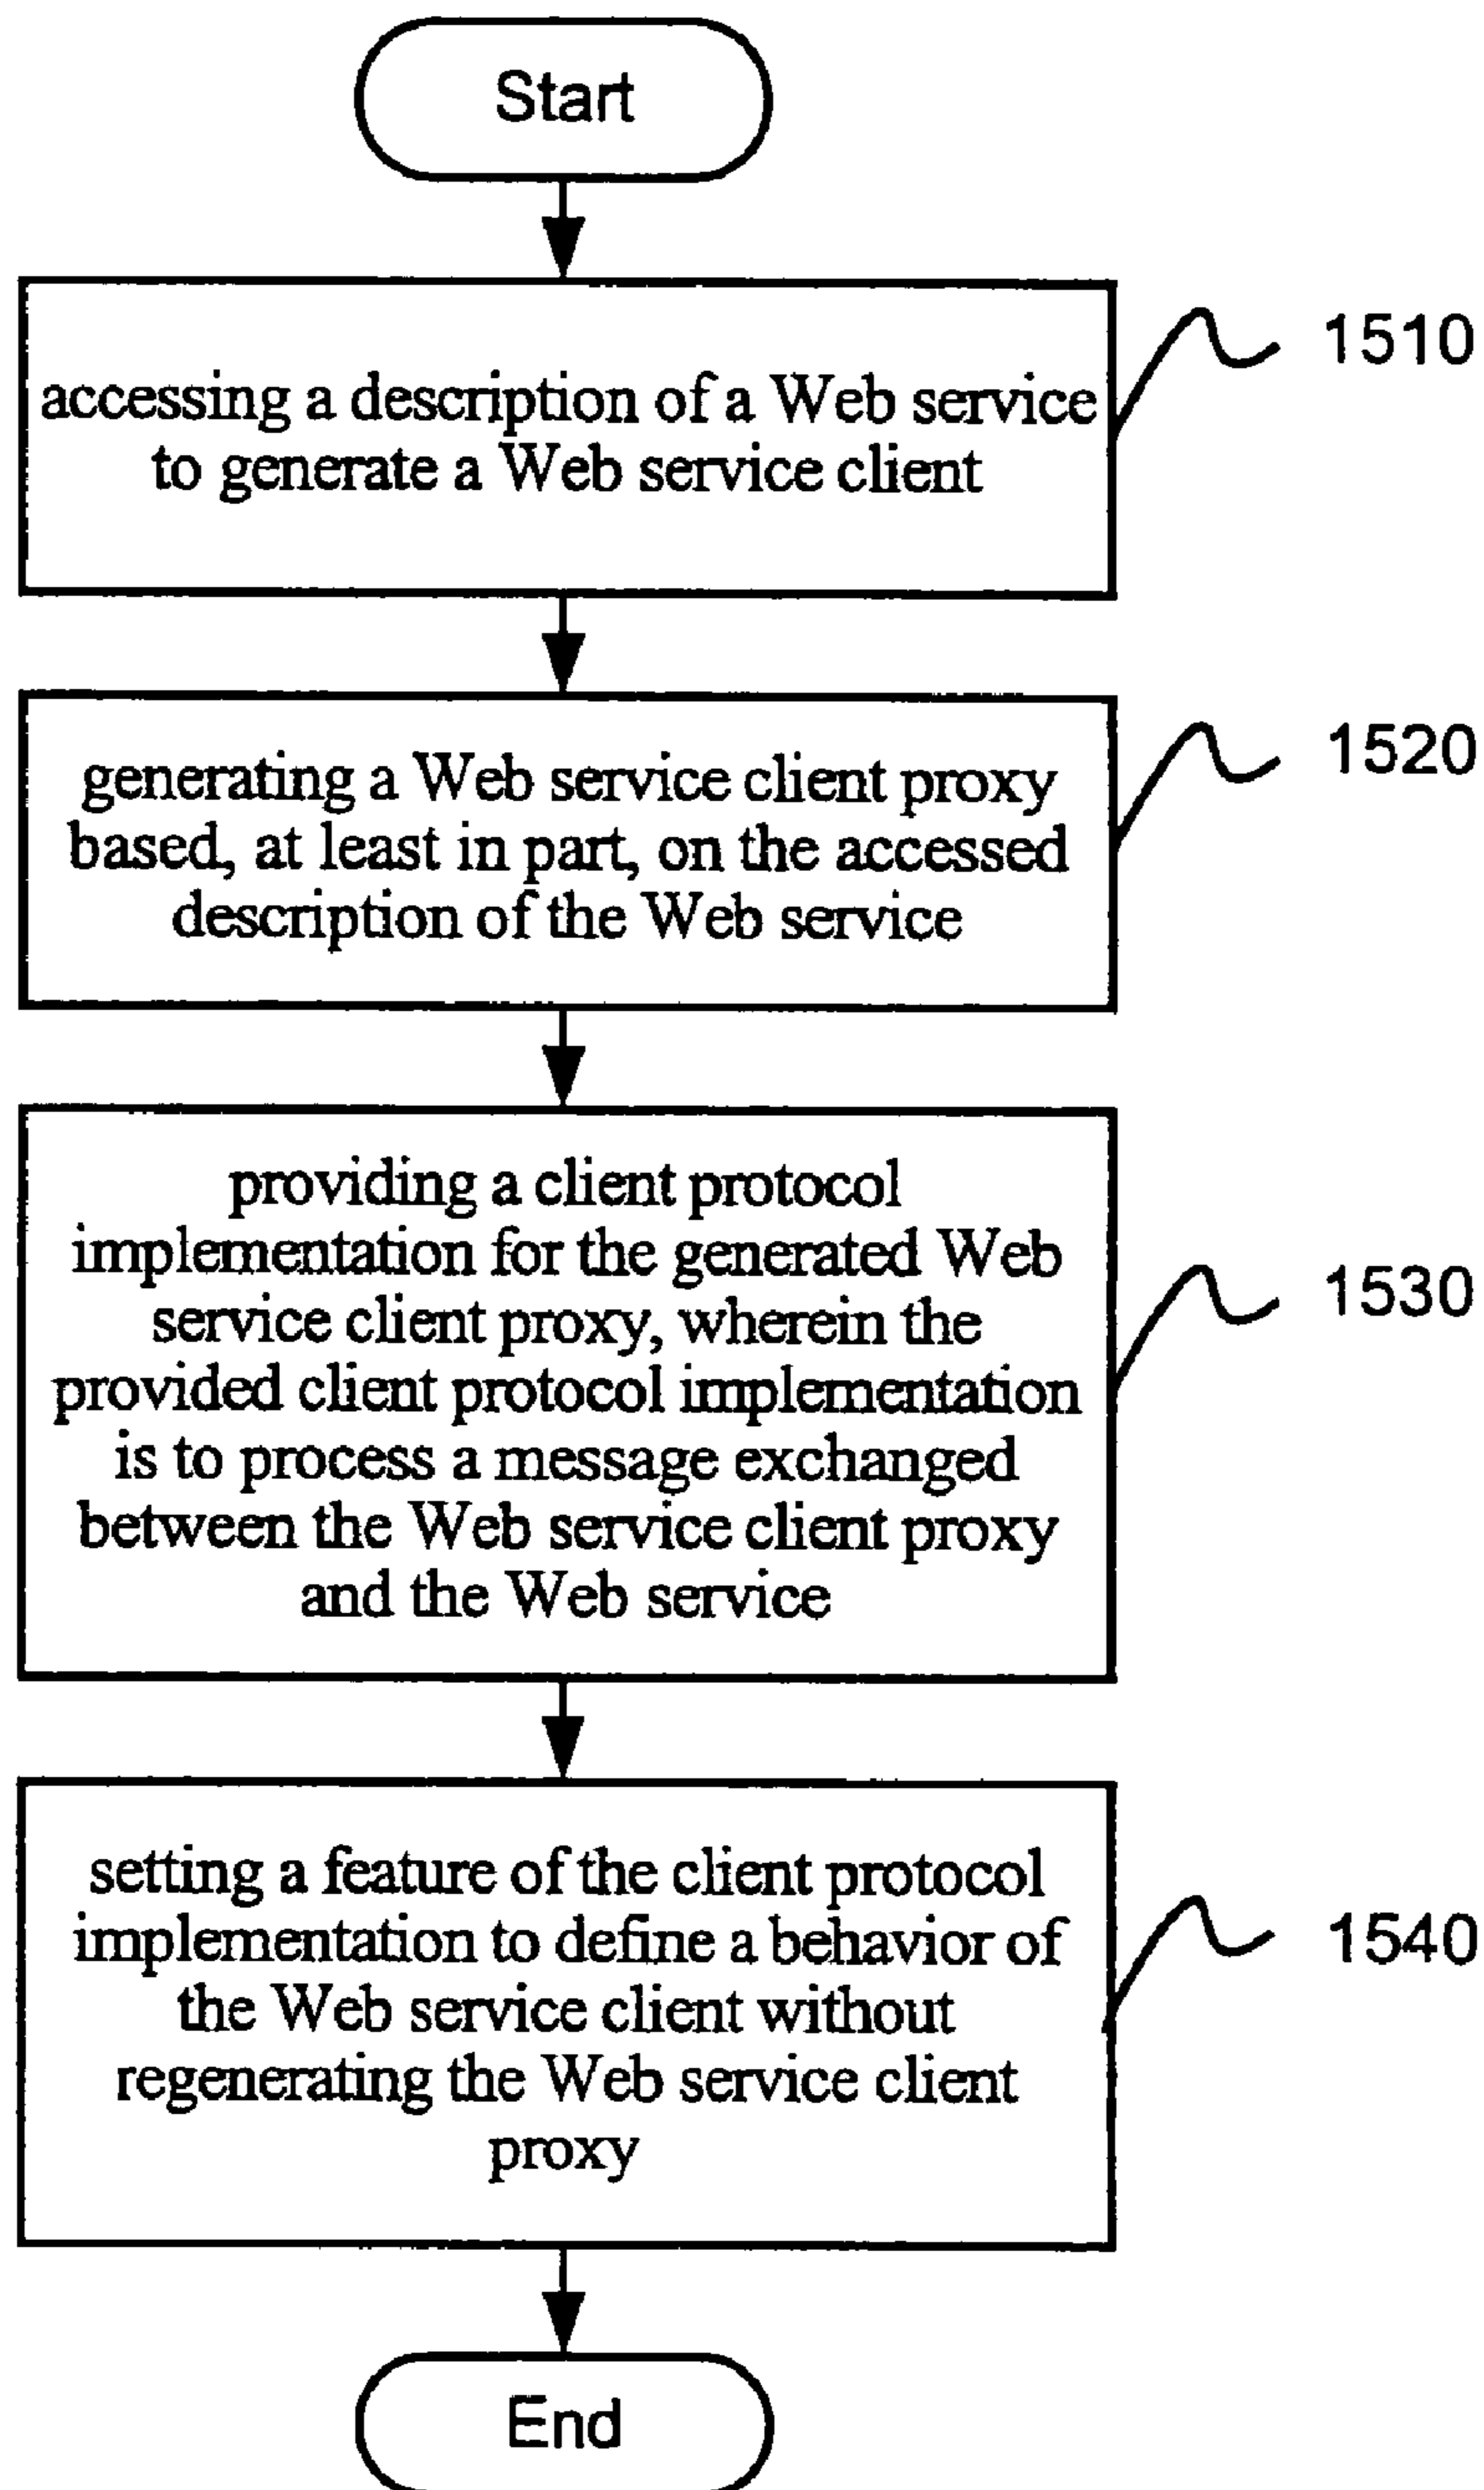 Start
accessing a description of a Web service
to generate a Web service client
1510
generating a Web service client proxy
based, at least in part, on the accessed
description of the Web service
1520
providing a client protocol
implementation for the generated Web
service client proxy, wherein the
provided client protocol implementation
is to process a message exchanged
between the Web service client proxy
and the Web service
1530
setting a feature of the client protocol
implementation to define a behavior of
the Web service client without
regenerating the Web service client
proxy
1540
End